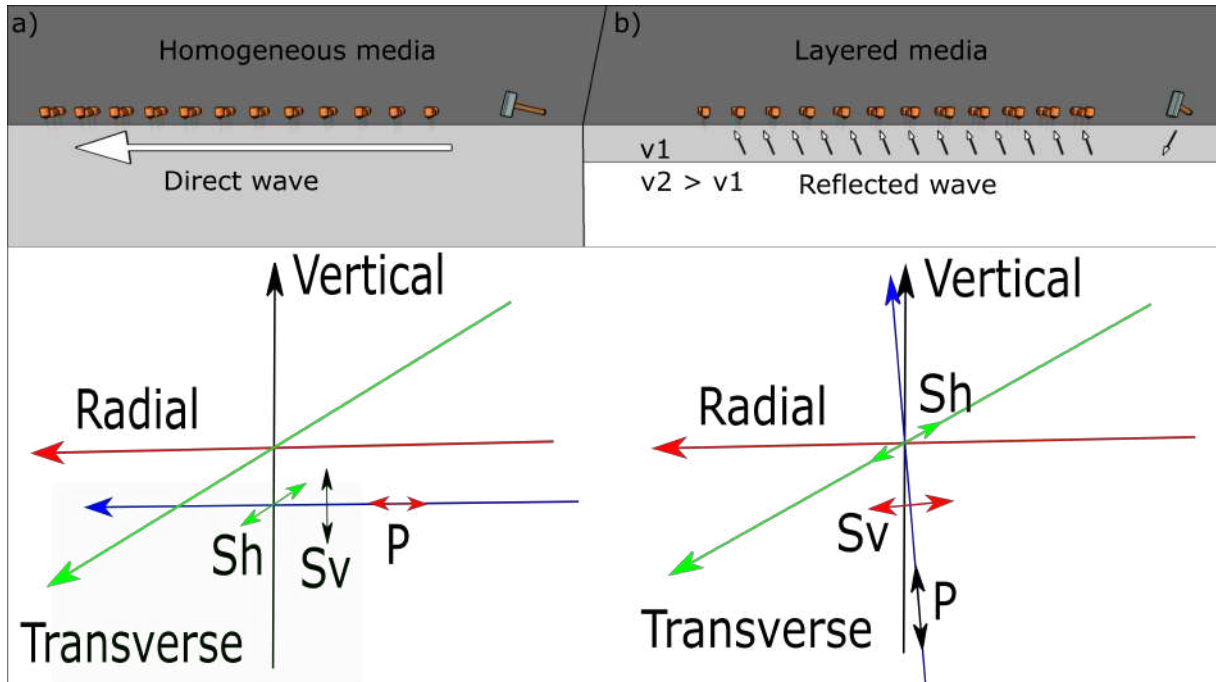 a)
Homogeneous media
Direct wave
b)
Layered media
v1
v2 > v1
Reflected wave
Vertical
Radial
Sh
Sv
P
Transverse
Vertical
Sh
Radial
Sv
P
Transverse